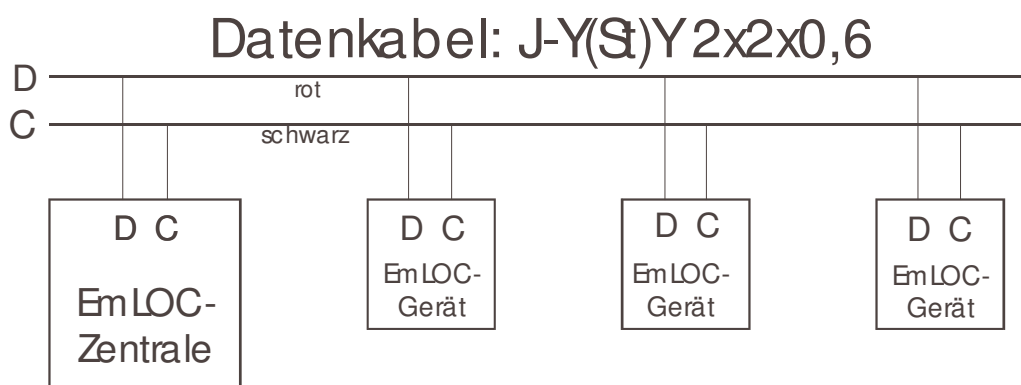 Datenkabel: J-Y(St)Y 2x2x0,6
D
rot
C
schwarz
D C
EmLOC-
Zentrale
D C
EmLOC-
Gerät
D C
EmLOC-
Gerät
D C
EmLOC-
Gerät